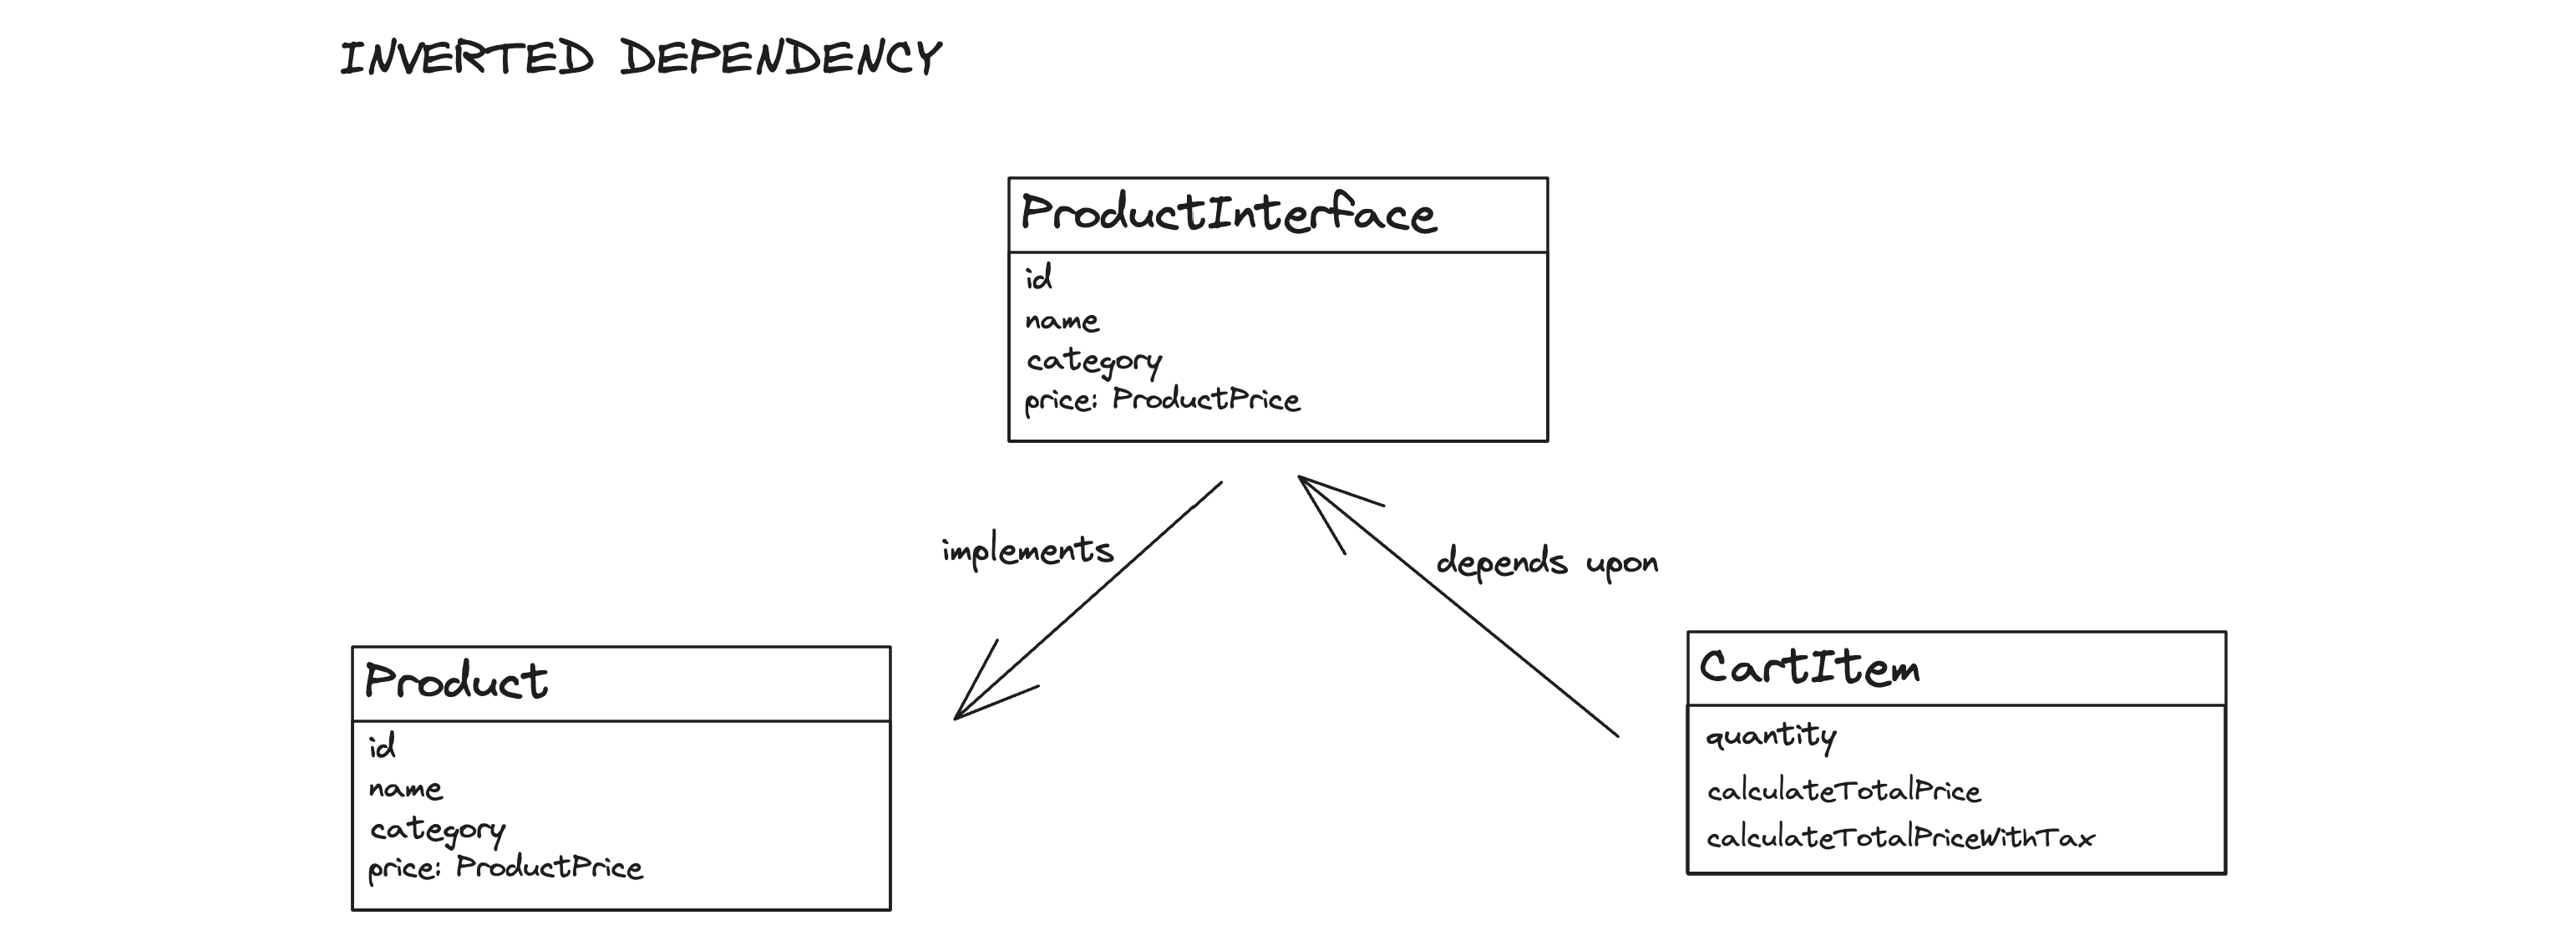 INVERTED DEPENDENCY
ProductInterface
id
name
category
price: ProductPrice
implements
depends upon
Product
id
name
category
price: ProductPrice
CartItem
quantity
calculateTotalPrice
calculateTotalPriceWithTax